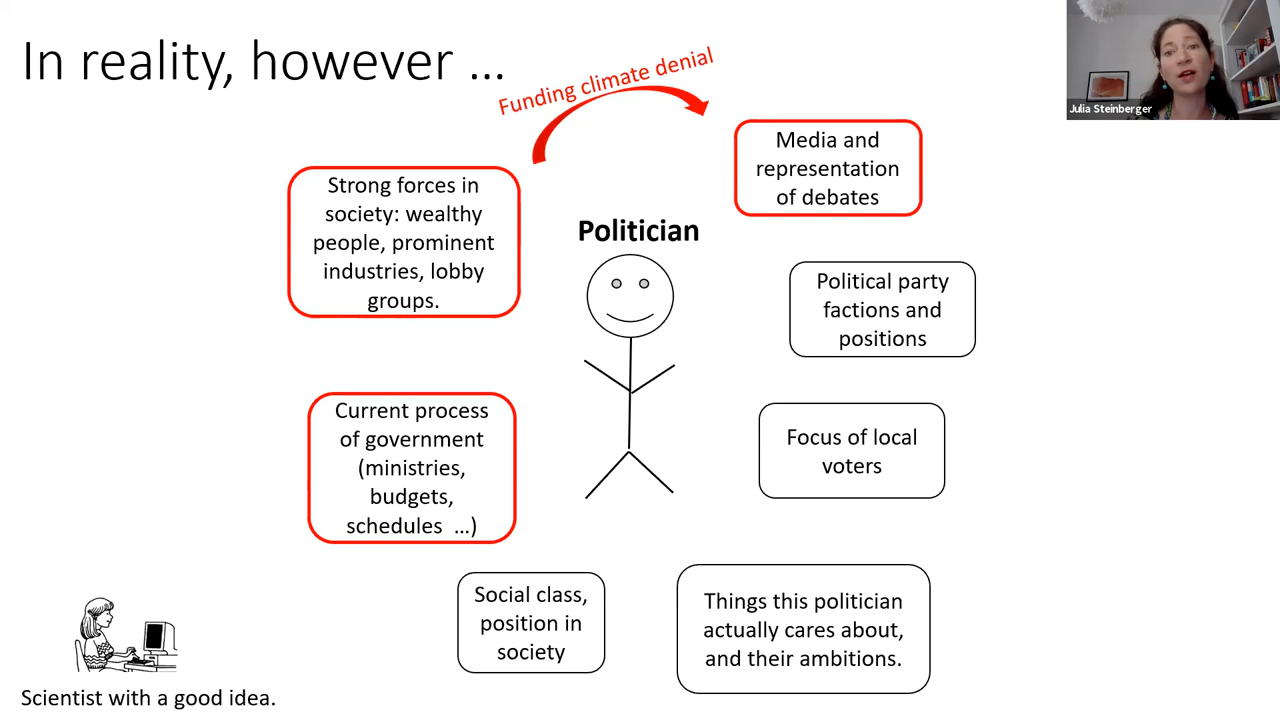 In reality, however ...
Funding climate denial
Julia Steinberger
Media and
representation
of debates
Strong forces in
society: wealthy
people, prominent
industries, lobby
groups.
Politician
Political party
factions and
positions
Current process
of government
(ministries,
budgets,
schedules ...)
Focus of local
voters
Social class,
position in
society
Things this politician
actually cares about,
and their ambitions.
Scientist with a good idea.